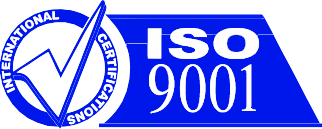 INTERNATIONAL
CERTIFICATIONS
ISO
9001